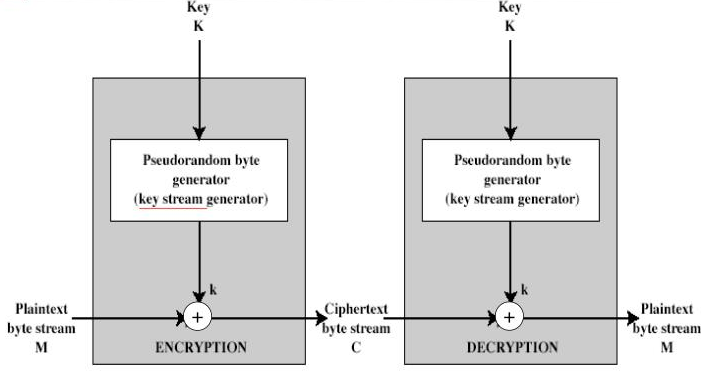 Key
K
Key
K
Pseudorandom byte
generator
(key stream generator)
Pseudorandom byte
generator
(key stream generator)
k
k
Plaintext
byte stream
M
+
ENCRYPTION
Ciphertext
byte stream
C
+
DECRYPTION
Plaintext
byte stream
M